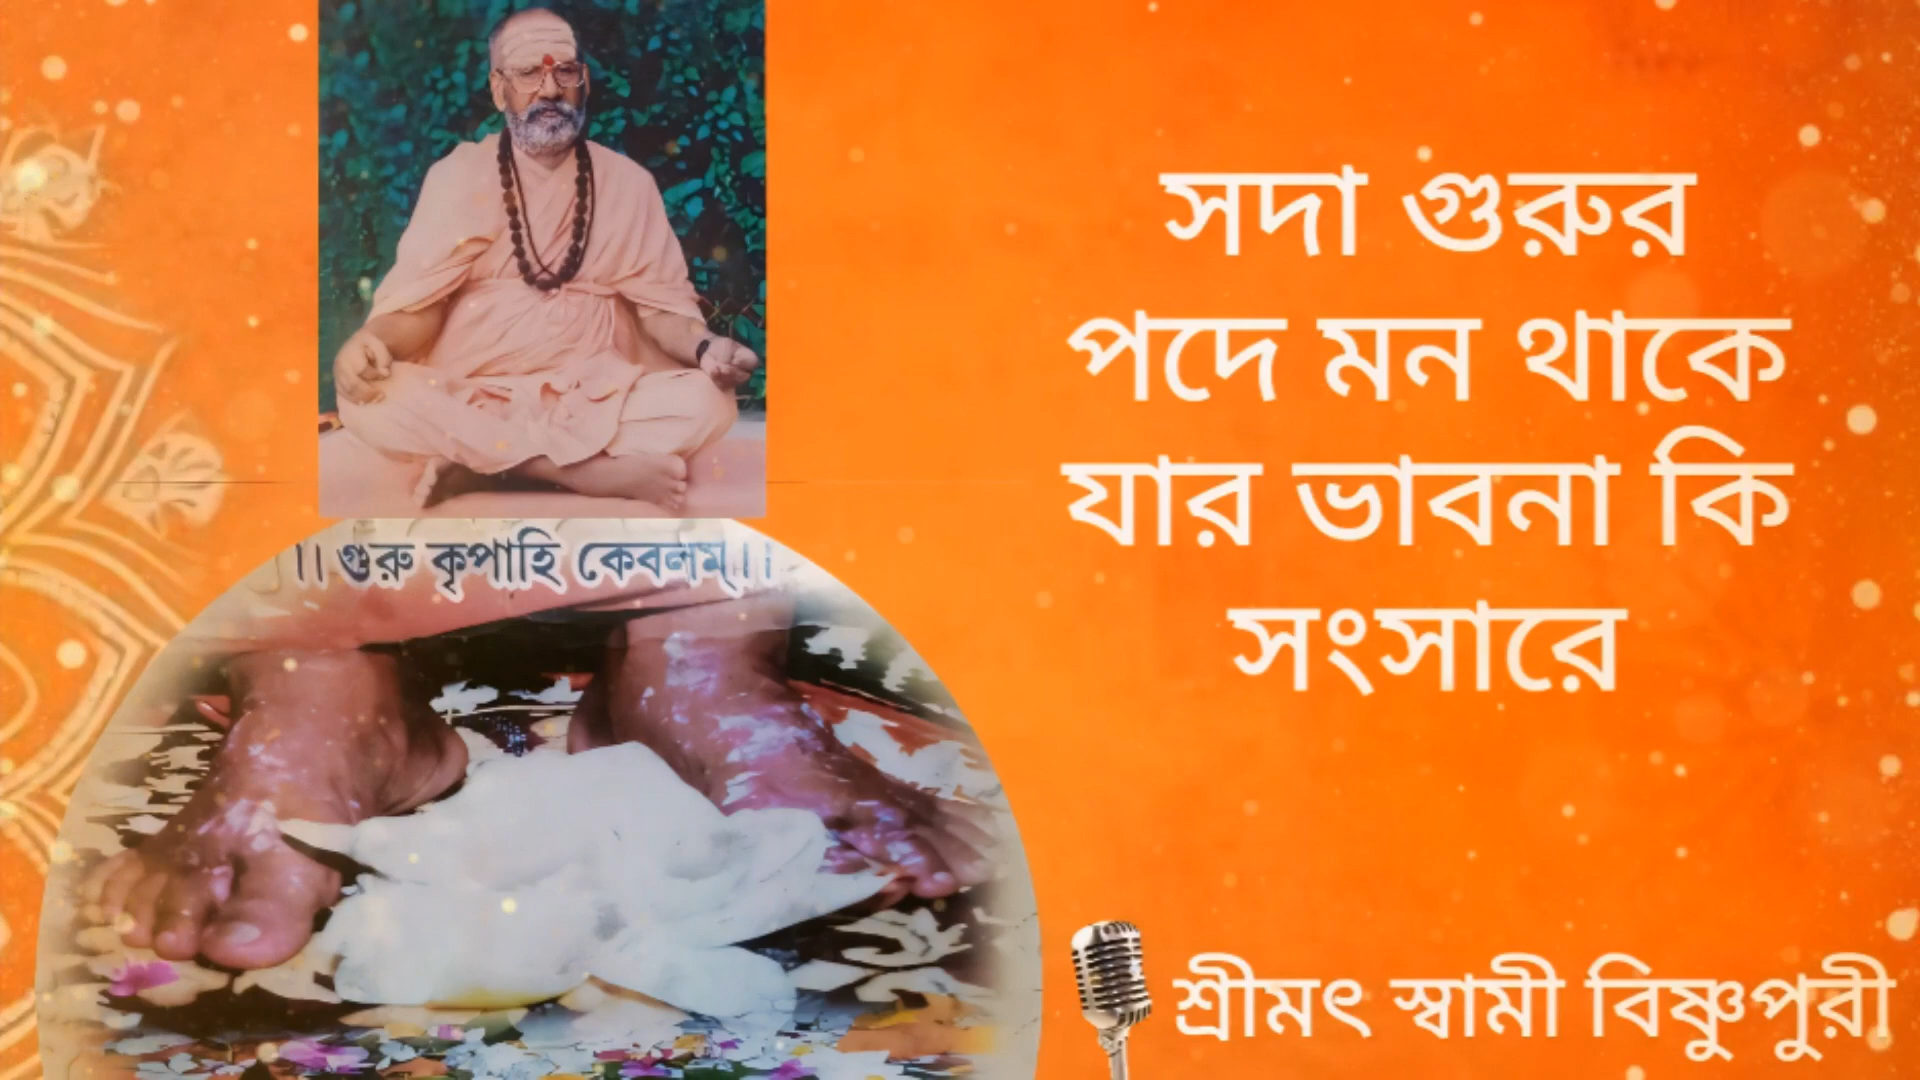 সদা গুরুর
পদে মন থাকে
যার ভাবনা কি
সংসারে
।। গুরু কৃপাহি কেবলম্।।
শ্রীমৎ স্বামী বিষ্ণুপুরী